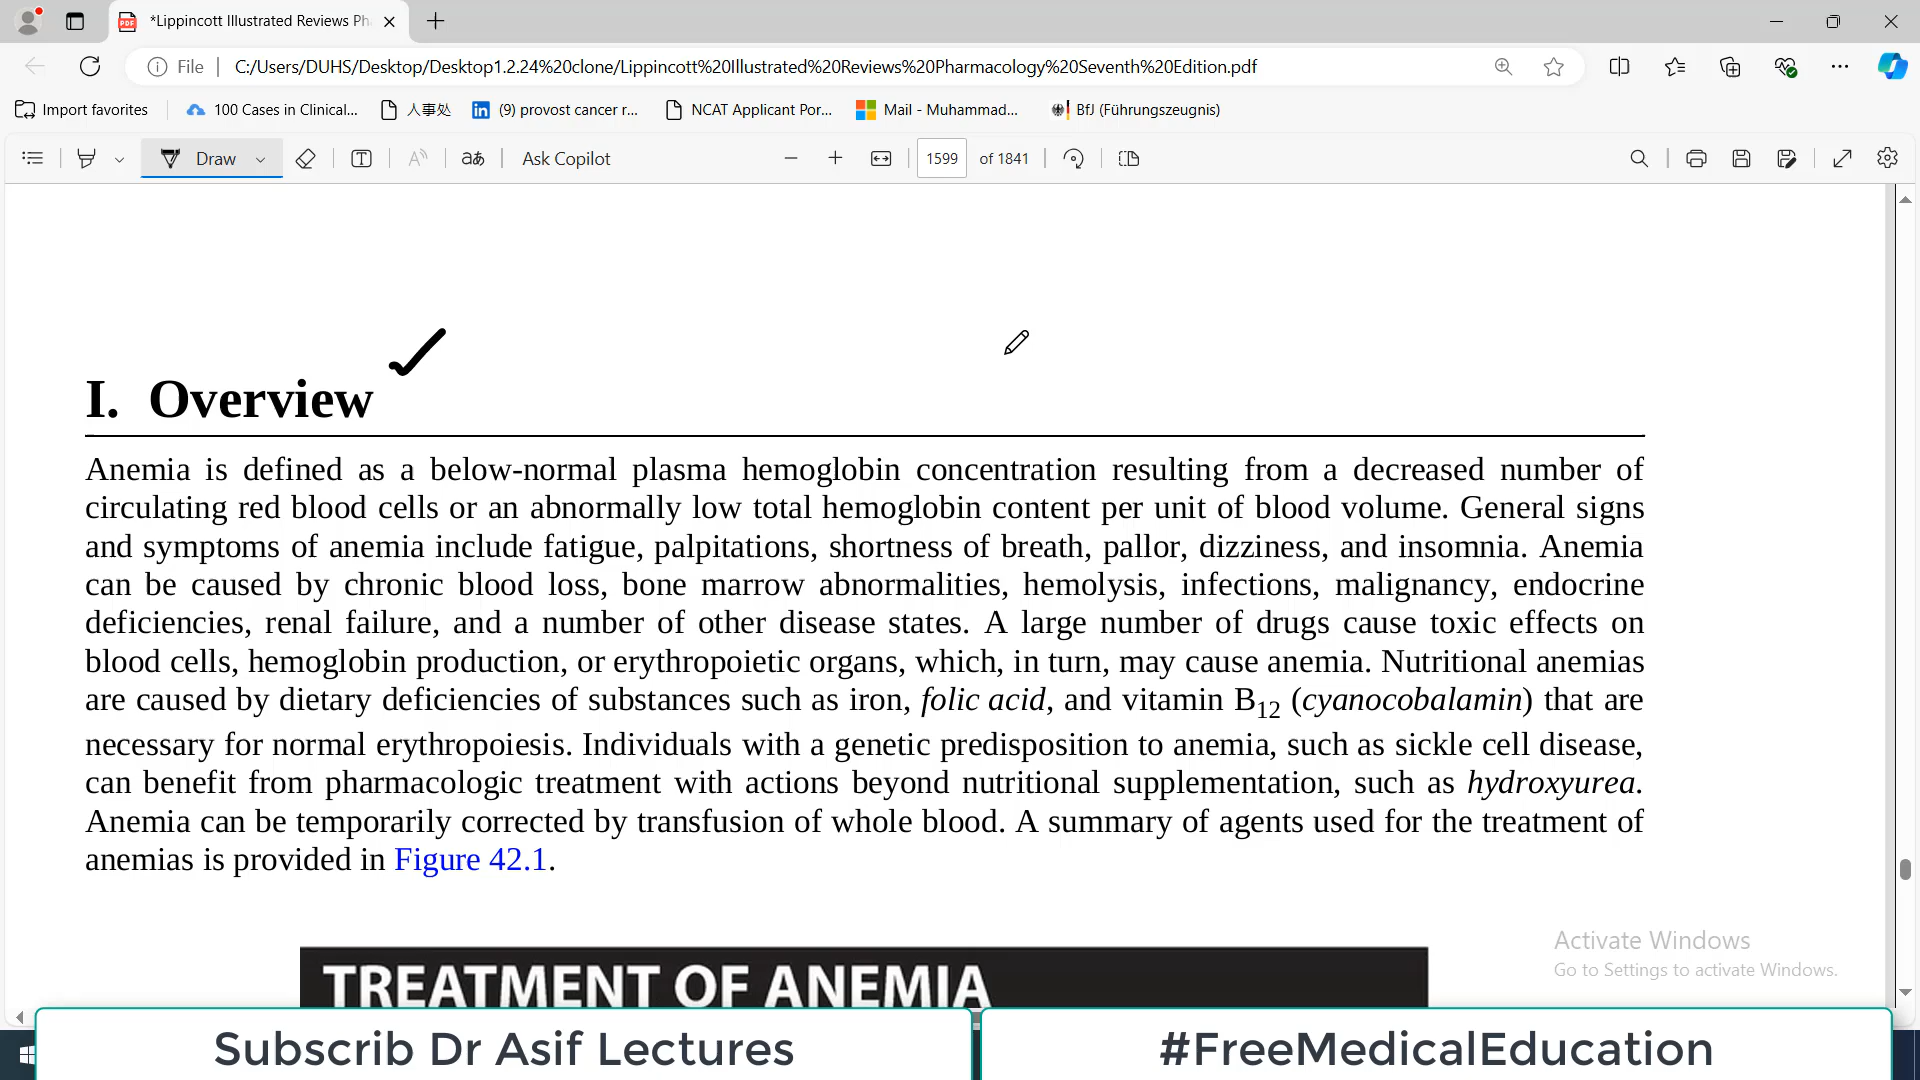 *Lippincott Illustrated Reviews Ph
File
C:/Users/DUHS/Desktop/Desktop1.2.24%20clone/Lippincott%20Illustrated%20Reviews%20Pharmacology%20Seventh%20Edition.pdf
Import favorites
100 Cases in Clinical...
人事处
(9) provost cancer r...
NCAT Applicant Por...
Mail - Muhammad...
BfJ (Führungszeugnis)
Draw
Ask Copilot
1599 of 1841
I. Overview
Anemia is defined as a below-normal plasma hemoglobin concentration resulting from a decreased number of
circulating red blood cells or an abnormally low total hemoglobin content per unit of blood volume. General signs
and symptoms of anemia include fatigue, palpitations, shortness of breath, pallor, dizziness, and insomnia. Anemia
can be caused by chronic blood loss, bone marrow abnormalities, hemolysis, infections, malignancy, endocrine
deficiencies, renal failure, and a number of other disease states. A large number of drugs cause toxic effects on
blood cells, hemoglobin production, or erythropoietic organs, which, in turn, may cause anemia. Nutritional anemias
are caused by dietary deficiencies of substances such as iron, folic acid, and vitamin B12 (cyanocobalamin) that are
necessary for normal erythropoiesis. Individuals with a genetic predisposition to anemia, such as sickle cell disease,
can benefit from pharmacologic treatment with actions beyond nutritional supplementation, such as hydroxyurea.
Anemia can be temporarily corrected by transfusion of whole blood. A summary of agents used for the treatment of
anemias is provided in Figure 42.1.
TREATMENT OF ANEMIA
Activate Windows
Go to Settings to activate Windows.
Subscrib Dr Asif Lectures
#FreeMedicalEducation